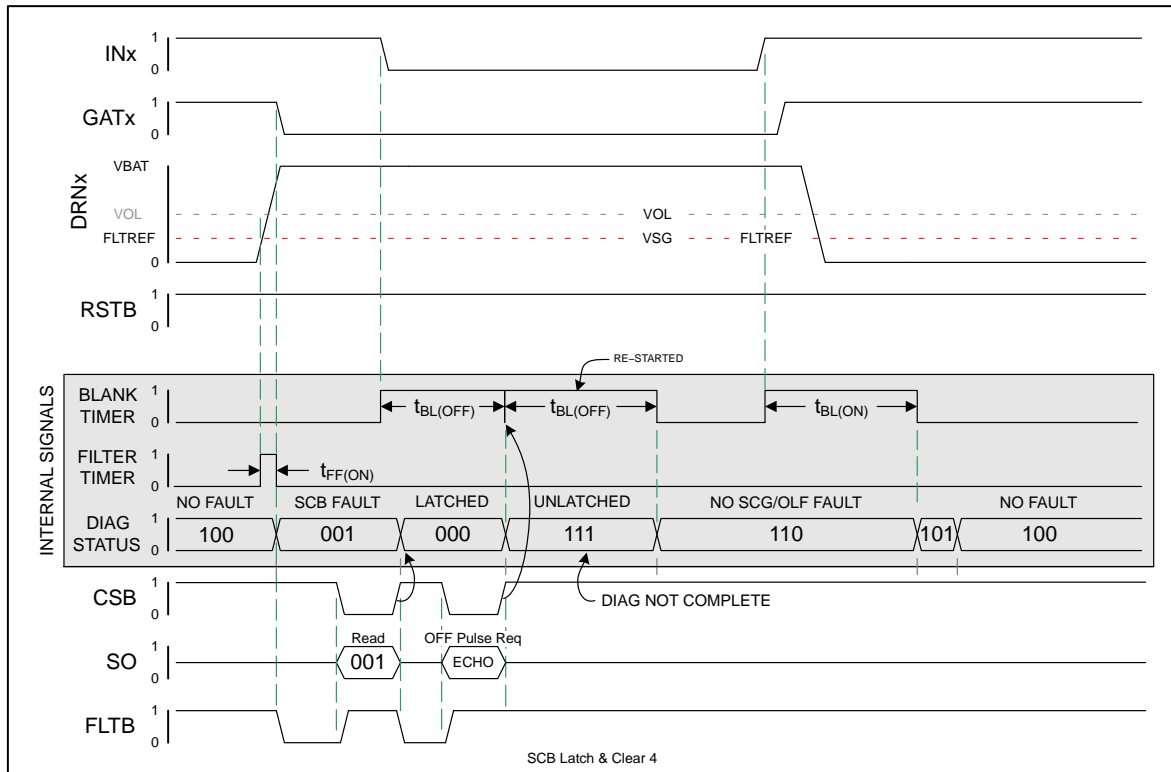 INx
1
0
GATx
1
0
DRNx
VBAT
VOL
VOL
FLTREF
VSG
FLTREF
0
RSTB
1
0
INTERNAL SIGNALS
RE−STARTED
BLANK
TIMER
1
0
tBL(OFF)
tBL(OFF)
tBL(ON)
FILTER
TIMER
1
0
tFF(ON)
NO FAULT
SCB FAULT
LATCHED
UNLATCHED
NO SCG/OLF FAULT
NO FAULT
DIAG
STATUS
1
0
100
001
000
111
110
101
100
CSB
1
0
DIAG NOT COMPLETE
SO
1
0
Read
001
OFF Pulse Req
ECHO
FLTB
1
0
SCB Latch & Clear 4